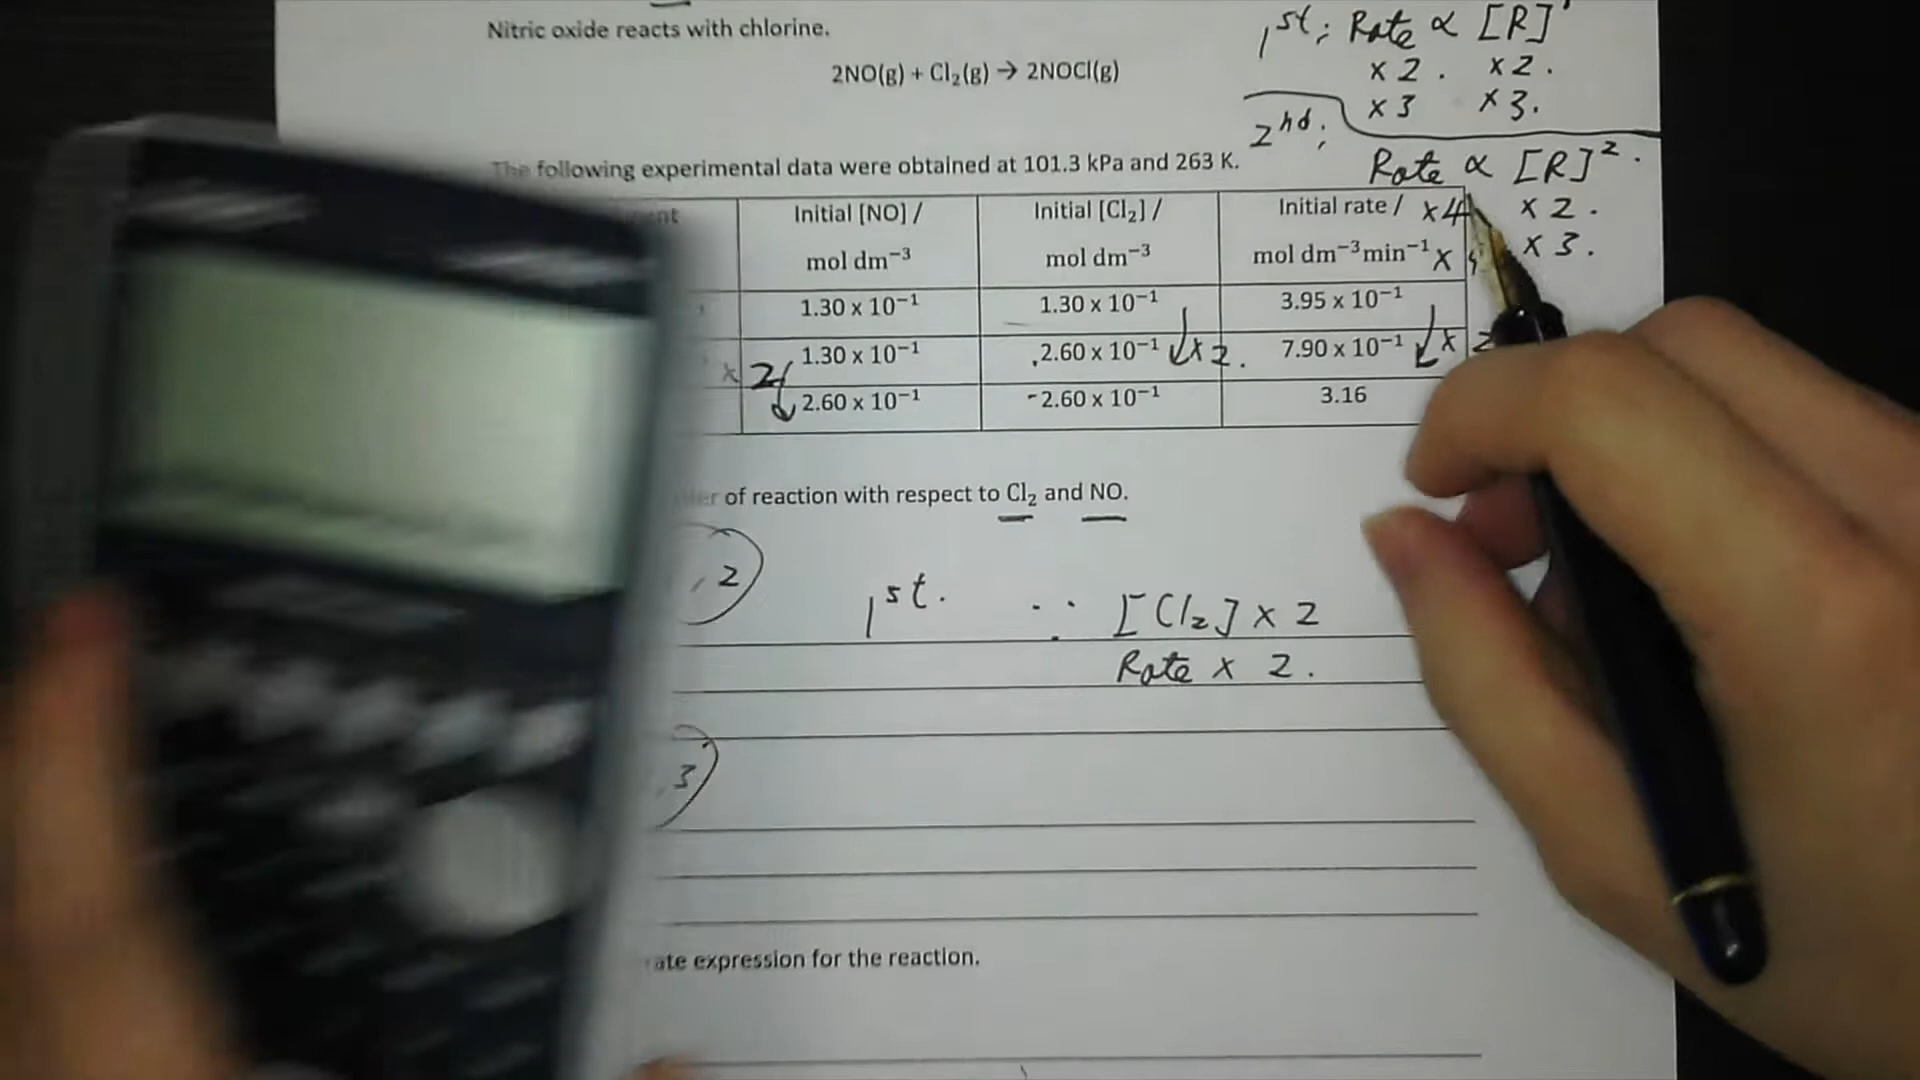 Nitric oxide reacts with chlorine.
2NO(g) + Cl₂(g) → 2NOCl(g)
1st: Rate ∝ [R]¹
x 2 . x 2 .
x 3 x 3.
2nd:
Rate ∝ [R]² .
x 4 x 2 .
x x 3 .
The following experimental data were obtained at 101.3 kPa and 263 K.
Initial [NO] / mol dm⁻³
Initial [Cl₂] / mol dm⁻³
Initial rate / mol dm⁻³min⁻¹
1.30 x 10⁻¹ 1.30 x 10⁻¹ 3.95 x 10⁻¹
1.30 x 10⁻¹ 2.60 x 10⁻¹ x 2. 7.90 x 10⁻¹ x 2
x 2 2.60 x 10⁻¹ 2.60 x 10⁻¹ 3.16
of reaction with respect to Cl₂ and NO.
, 2
1st. ∵ [Cl₂] x 2
Rate x 2 .
, 3
expression for the reaction.